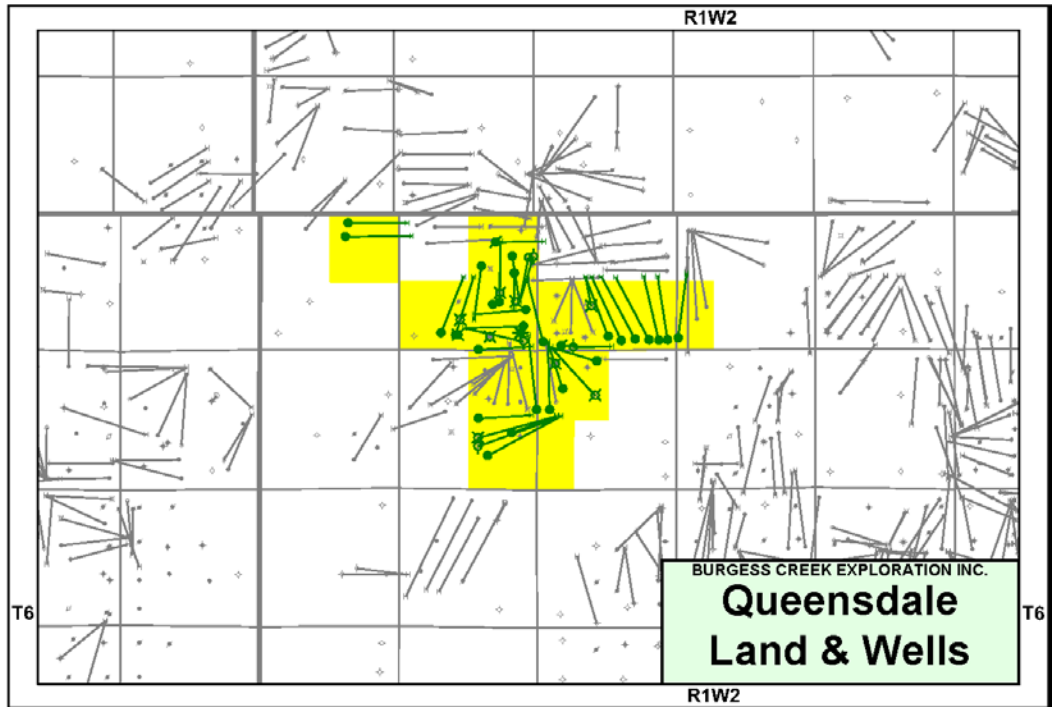 R1W2
T6
T6
BURGESS CREEK EXPLORATION INC.
Queensdale
Land & Wells
R1W2